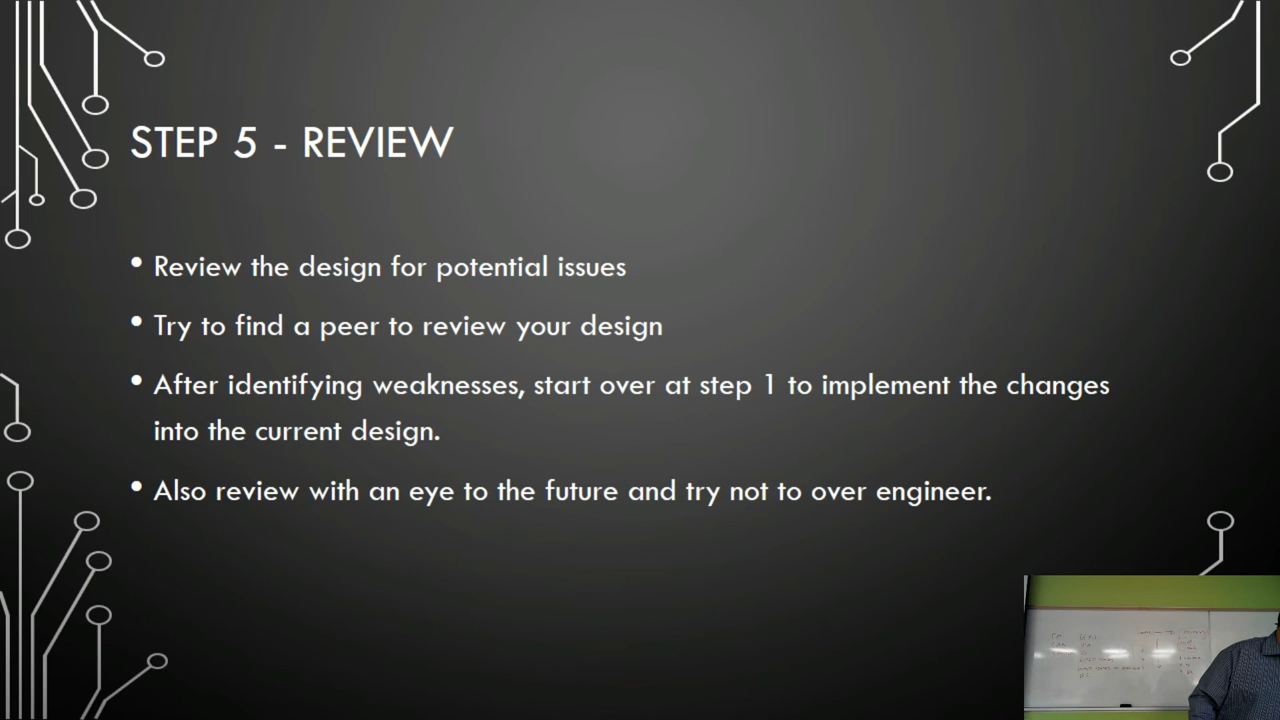 STEP 5 - REVIEW
• Review the design for potential issues
• Try to find a peer to review your design
• After identifying weaknesses, start over at step 1 to implement the changes
into the current design.
• Also review with an eye to the future and try not to over engineer.